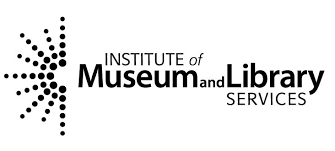 INSTITUTE of
MuseumandLibrary
SERVICES